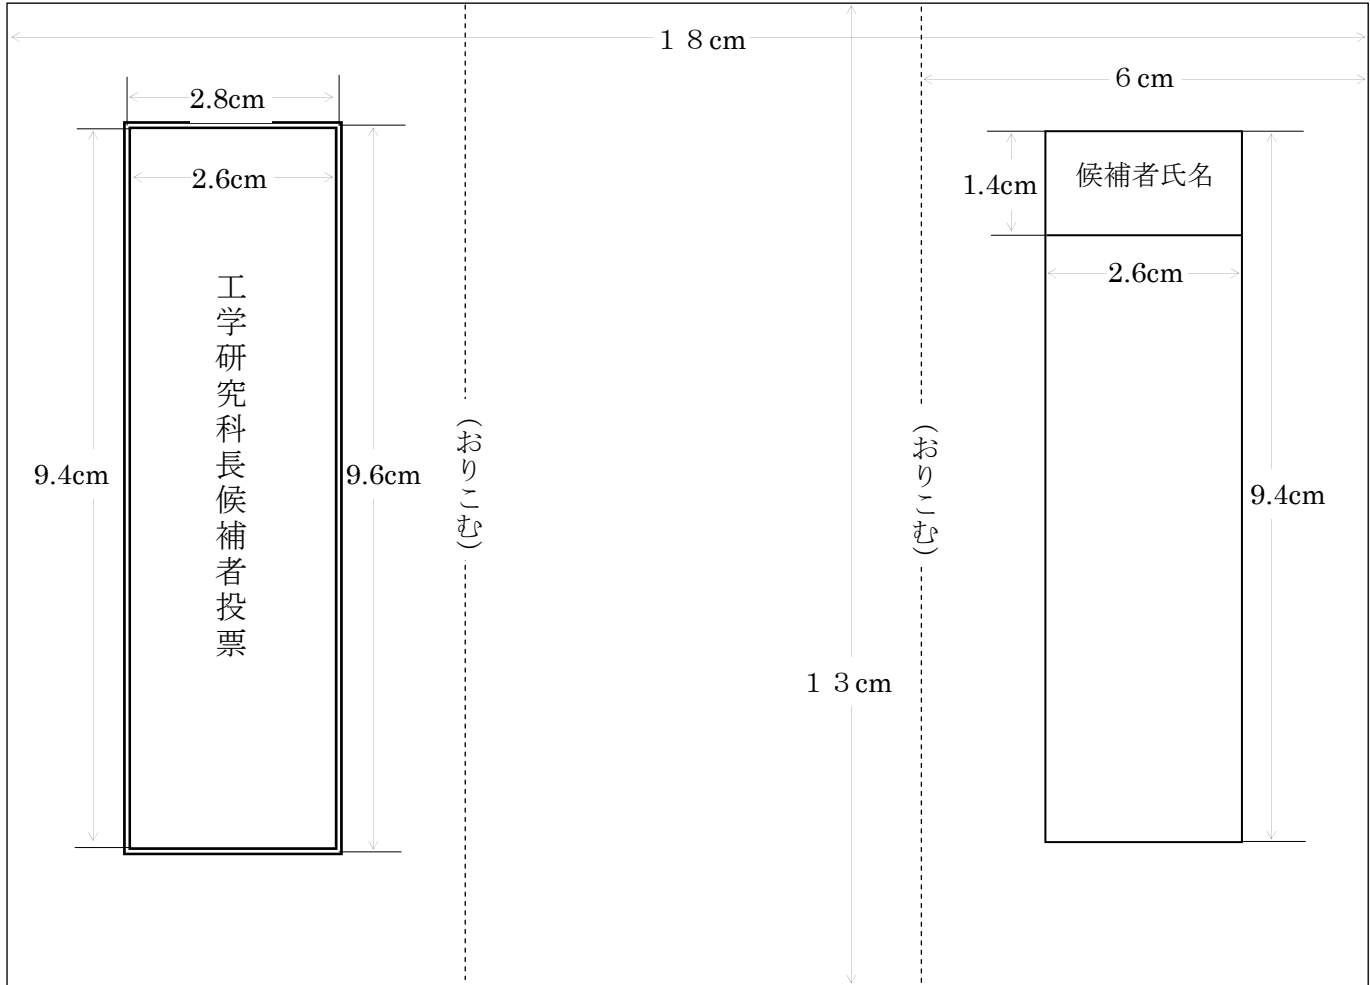 １８cm
6 cm
2.8cm
2.6cm
工学研究科長候補者投票
9.4cm
9.6cm
（おりこむ）
１３cm
（おりこむ）
候補者氏名
1.4cm
2.6cm
9.4cm